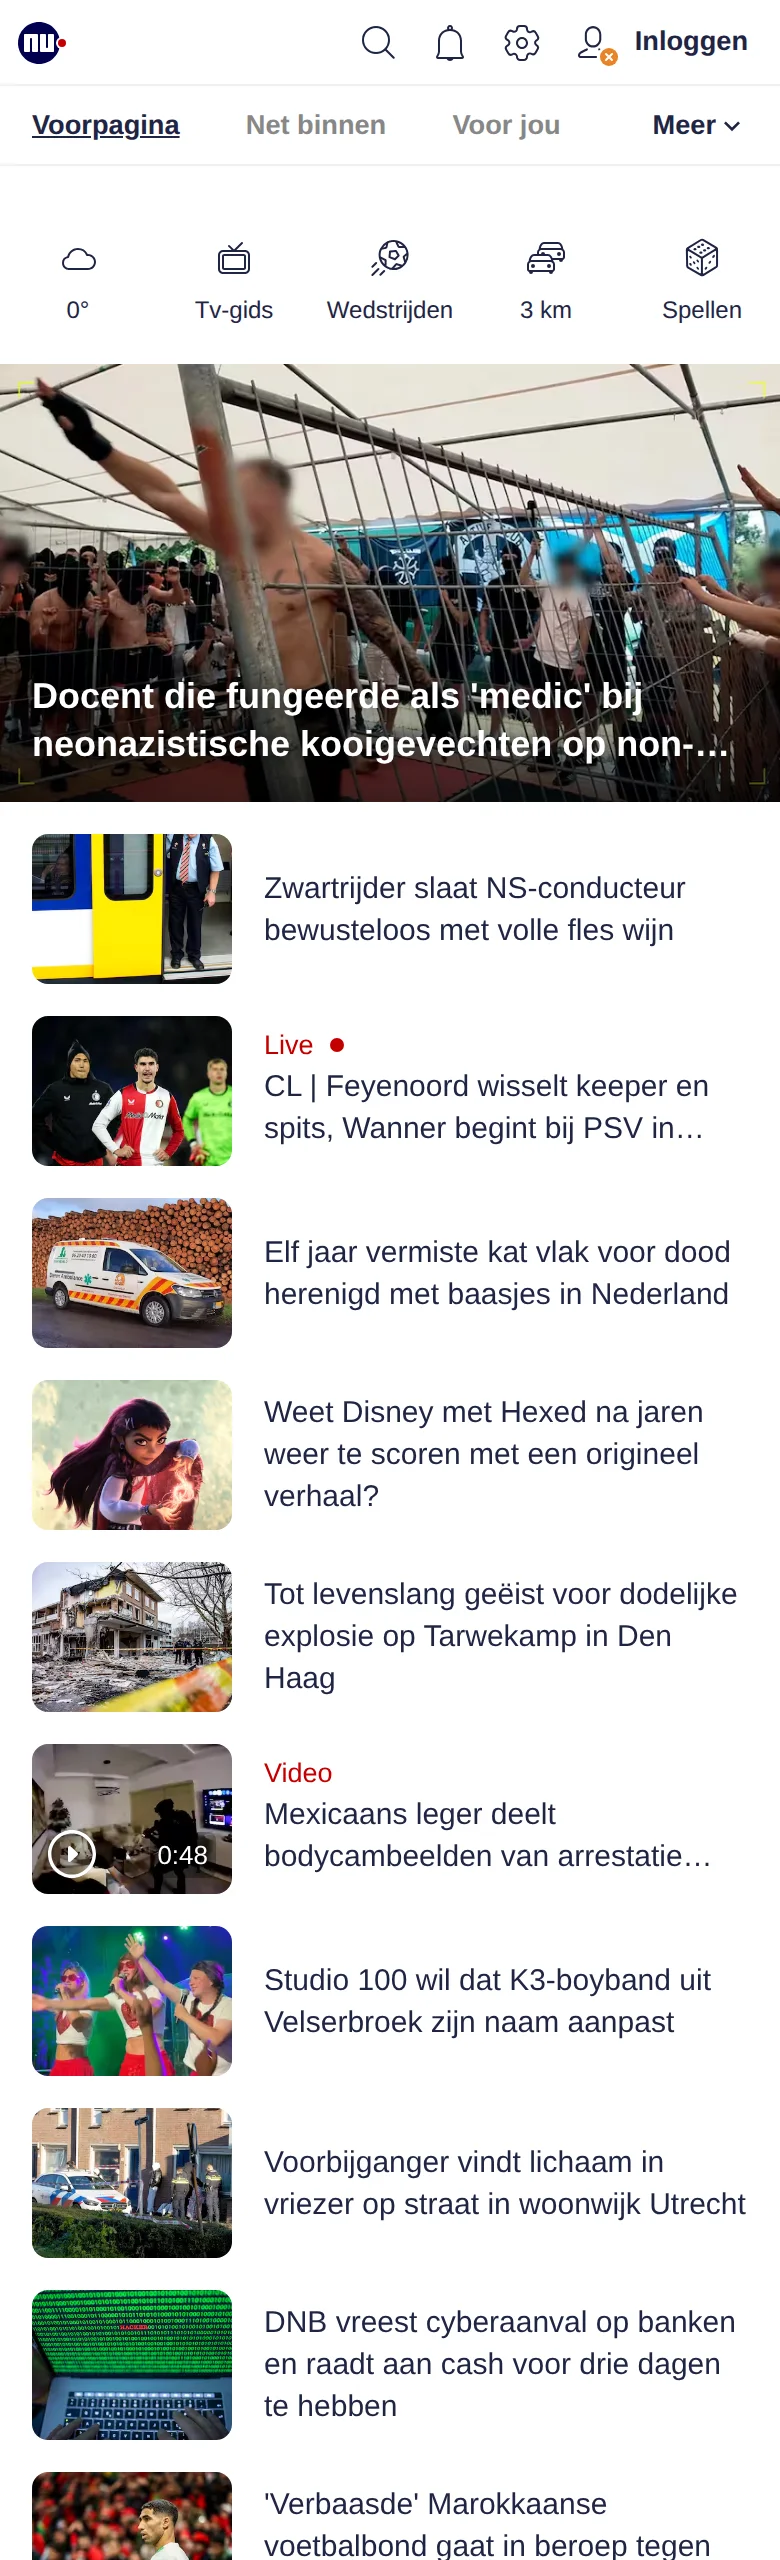 nu
Inloggen
Voorpagina
Net binnen
Voor jou
Meer
0°
Tv-gids
Wedstrijden
3 km
Spellen
Docent die fungeerde als 'medic' bij
neonazistische kooigevechten op non-…
Zwartrijder slaat NS-conducteur
bewusteloos met volle fles wijn
Live
CL | Feyenoord wisselt keeper en
spits, Wanner begint bij PSV in…
Elf jaar vermiste kat vlak voor dood
herenigd met baasjes in Nederland
Weet Disney met Hexed na jaren
weer te scoren met een origineel
verhaal?
Tot levenslang geëist voor dodelijke
explosie op Tarwekamp in Den
Haag
Video
0:48
Mexicaans leger deelt
bodycambeelden van arrestatie…
Studio 100 wil dat K3-boyband uit
Velserbroek zijn naam aanpast
Voorbijganger vindt lichaam in
vriezer op straat in woonwijk Utrecht
DNB vreest cyberaanval op banken
en raadt aan cash voor drie dagen
te hebben
'Verbaasde' Marokkaanse
voetbalbond gaat in beroep tegen